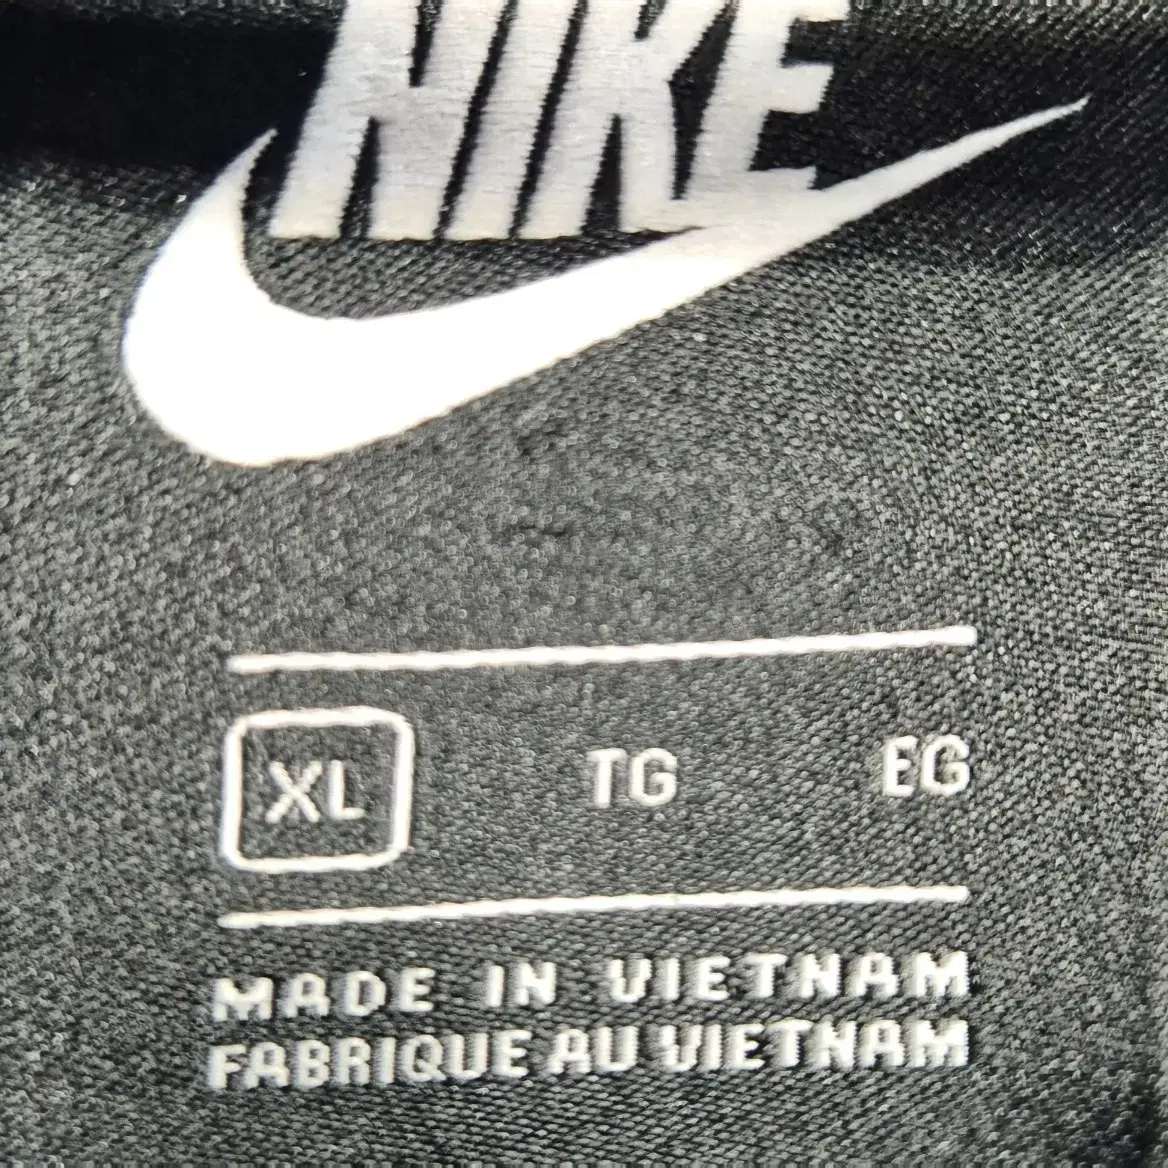 NIKE
XL TG EG
MADE IN VIETNAM
FABRIQUE AU VIETNAM